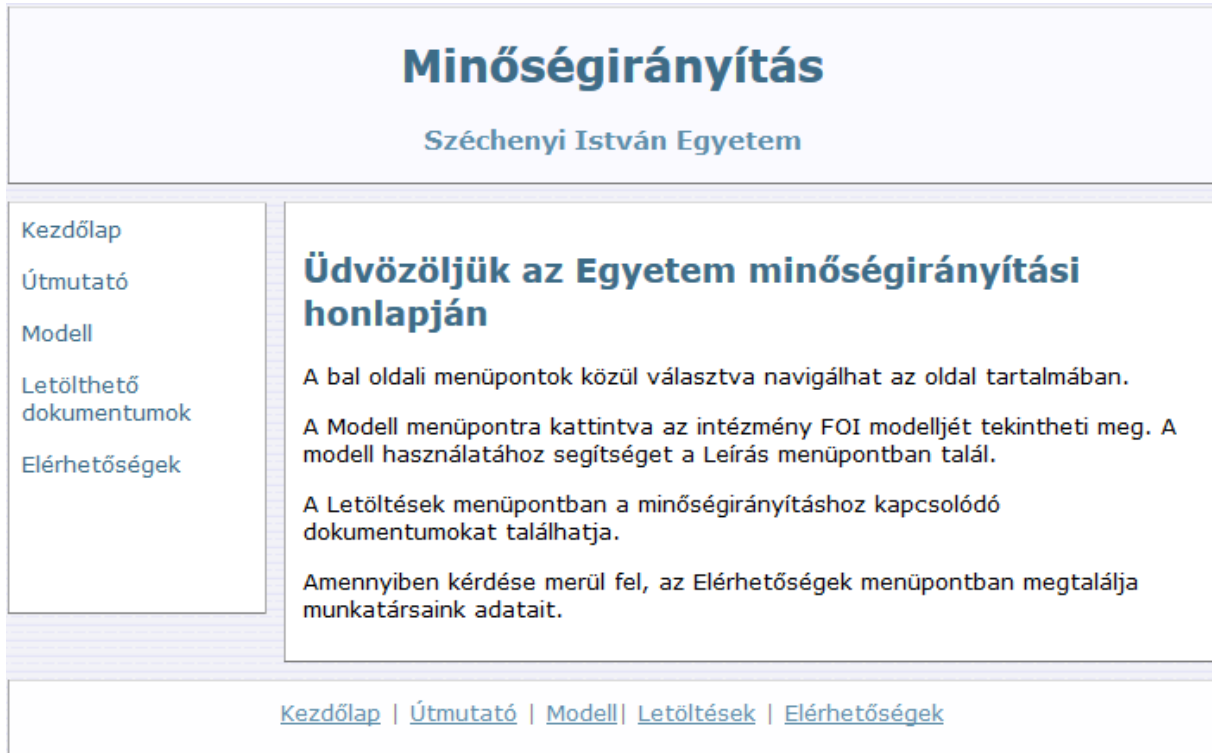 Minőségirányítás
Széchenyi István Egyetem
Kezdőlap
Útmutató
Modell
Letölthető
dokumentumok
Elérhetőségek
Üdvözöljük az Egyetem minőségirányítási
honlapján
A bal oldali menüpontok közül választva navigálhat az oldal tartalmában.
A Modell menüpontra kattintva az intézmény FOI modelljét tekintheti meg. A
modell használatához segítséget a Leírás menüpontban talál.
A Letöltések menüpontban a minőségirányításhoz kapcsolódó
dokumentumokat találhatja.
Amennyiben kérdése merül fel, az Elérhetőségek menüpontban megtalálja
munkatársaink adatait.
Kezdőlap | Útmutató | Modell| Letöltések | Elérhetőségek